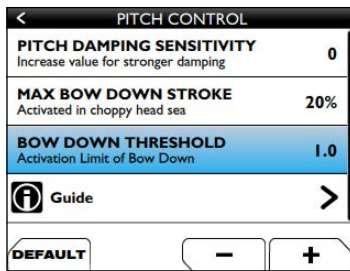 < PITCH CONTROL
PITCH DAMPING SENSITIVITY 0
Increase value for stronger damping
MAX BOW DOWN STROKE 20%
Activated in choppy head sea
BOW DOWN THRESHOLD 1.0
Activation Limit of Bow Down
i Guide >
DEFAULT − +